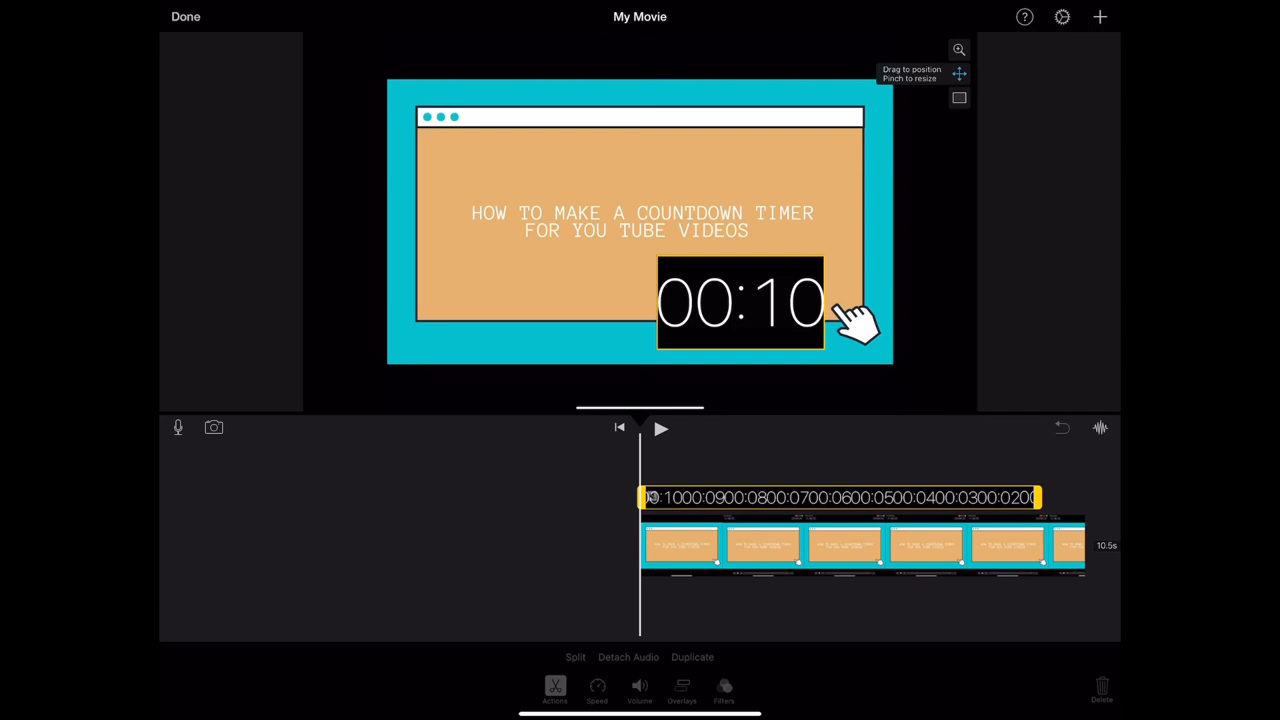 Done
My Movie
?
Drag to position
Pinch to resize
HOW TO MAKE A COUNTDOWN TIMER
FOR YOU TUBE VIDEOS
00:10
00:1000:0900:0800:0700:0600:0500:0400:0300:0200
10.5s
Split Detach Audio Duplicate
Actions Speed Volume Overlays Filters Delete